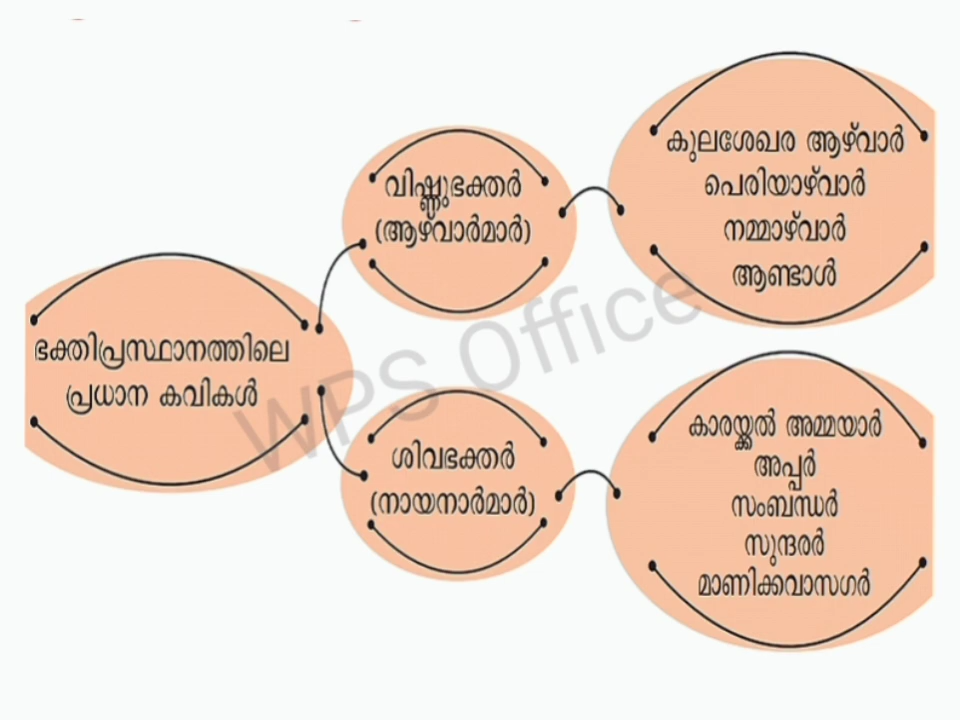 ഭക്തിപ്രസ്ഥാനത്തിലെ
പ്രധാന കവികൾ
വിഷ്ണുഭക്തർ
(ആഴ്‌വാർമാർ)
കുലശേഖര ആഴ്‌വാർ
പെരിയാഴ്‌വാർ
നമ്മാഴ്‌വാർ
ആണ്ടാൾ
ശിവഭക്തർ
(നായനാർമാർ)
കാരയ്ക്കൽ അമ്മയാർ
അപ്പർ
സംബന്ധർ
സുന്ദരർ
മാണിക്കവാസഗർ
WPS Office